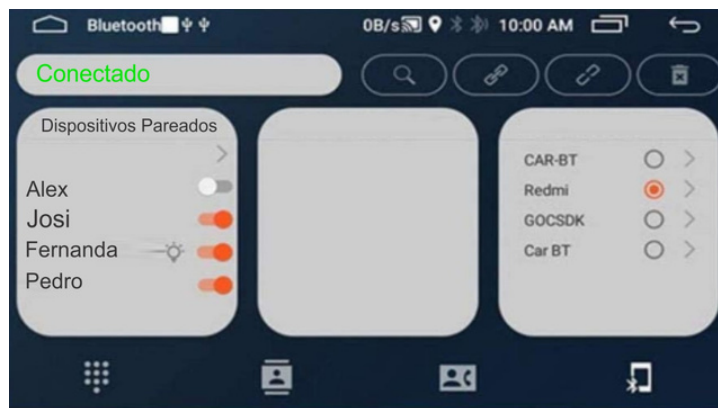 Bluetooth 0B/s 10:00 AM
Conectado
Dispositivos Pareados
Alex
Josi
Fernanda
Pedro
CAR-BT
Redmi
GOCSDK
Car BT